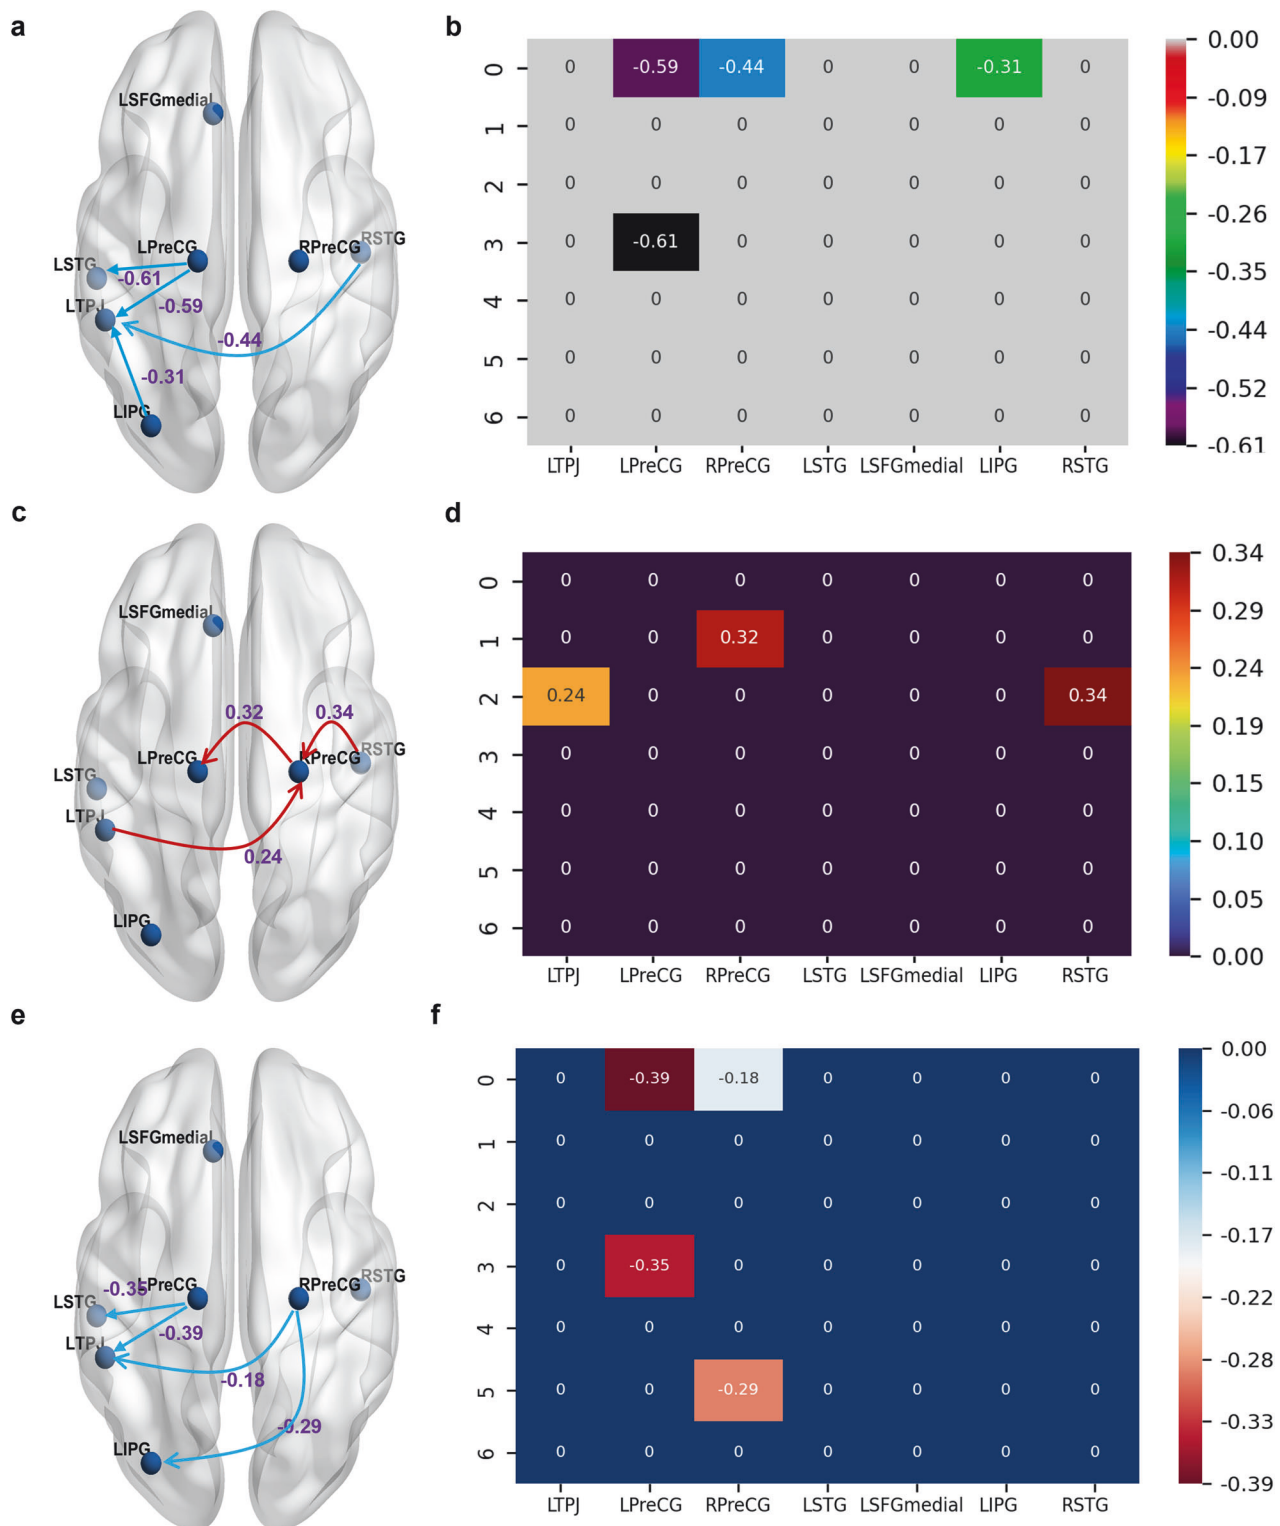 a
LSFGmedial
LPreCG
RPreCG
RSTG
LSTG
-0.61
LTPJ
-0.59
-0.44
-0.31
LIPG
b
0 0 -0.59 -0.44 0 0 -0.31 0
1 0 0 0 0 0 0 0
2 0 0 0 0 0 0 0
3 0 -0.61 0 0 0 0 0
4 0 0 0 0 0 0 0
5 0 0 0 0 0 0 0
6 0 0 0 0 0 0 0
LTPJ LPreCG RPreCG LSTG LSFGmedial LIPG RSTG
0.00
-0.09
-0.17
-0.26
-0.35
-0.44
-0.52
-0.61
c
LSFGmedial
0.32 0.34
LPreCG
RPreCG
RSTG
LSTG
LTPJ
0.24
LIPG
d
0 0 0 0 0 0 0 0
1 0 0 0.32 0 0 0 0
2 0.24 0 0 0 0 0 0.34
3 0 0 0 0 0 0 0
4 0 0 0 0 0 0 0
5 0 0 0 0 0 0 0
6 0 0 0 0 0 0 0
LTPJ LPreCG RPreCG LSTG LSFGmedial LIPG RSTG
0.34
0.29
0.24
0.19
0.15
0.10
0.05
0.00
e
LSFGmedial
-0.35
LPreCG
RPreCG
RSTG
LSTG
LTPJ
-0.39
-0.18
-0.29
LIPG
f
0 0 -0.39 -0.18 0 0 0 0
1 0 0 0 0 0 0 0
2 0 0 0 0 0 0 0
3 0 -0.35 0 0 0 0 0
4 0 0 0 0 0 0 0
5 0 0 -0.29 0 0 0 0
6 0 0 0 0 0 0 0
LTPJ LPreCG RPreCG LSTG LSFGmedial LIPG RSTG
0.00
-0.06
-0.11
-0.17
-0.22
-0.28
-0.33
-0.39